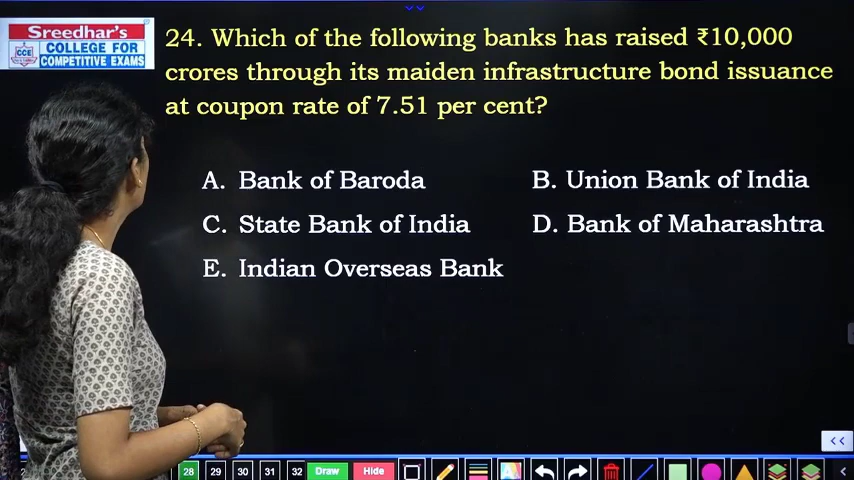 Sreedhar's
CCE
COLLEGE FOR
COMPETITIVE EXAMS
24. Which of the following banks has raised ₹10,000
crores through its maiden infrastructure bond issuance
at coupon rate of 7.51 per cent?
A. Bank of Baroda
B. Union Bank of India
C. State Bank of India
D. Bank of Maharashtra
E. Indian Overseas Bank
<<
28 29 30 31 32 Draw Hide